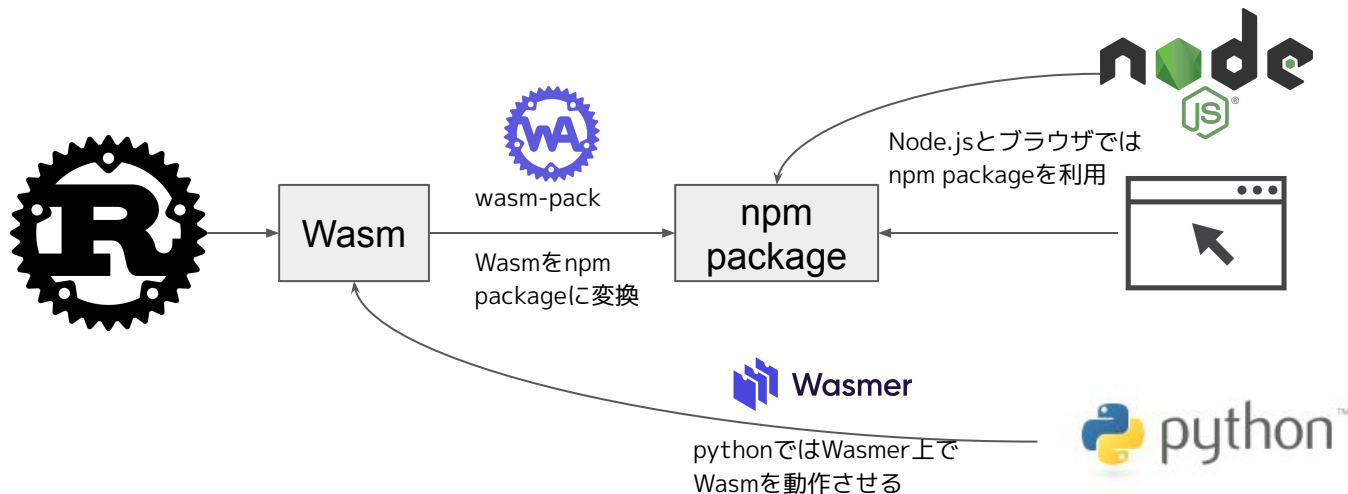 R
Wasm
WA
wasm-pack
Wasmをnpm
packageに変換
npm
package
node
JS®
Node.jsとブラウザでは
npm packageを利用
Wasmer
pythonではWasmer上で
Wasmを動作させる
python™